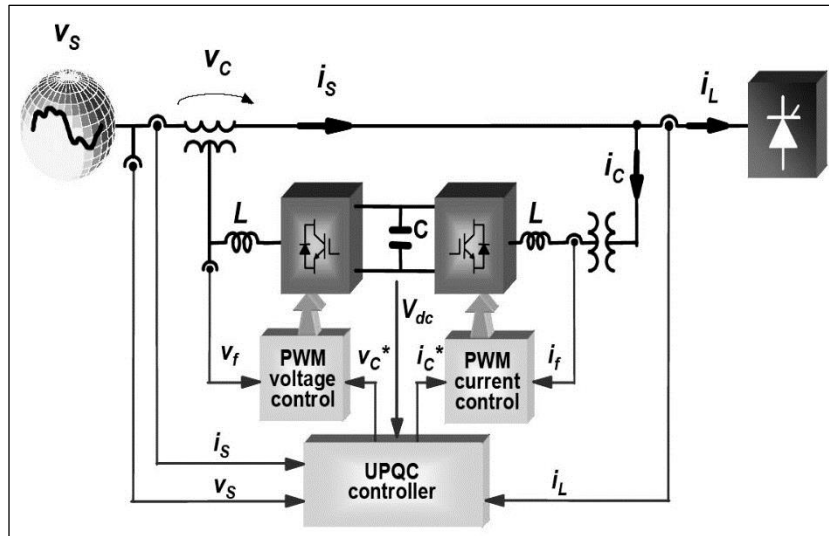 vS
vC
iS
iL
iC
L
C
L
Vdc
vf
PWM
voltage
control
vC*
iC*
PWM
current
control
if
iS
vS
UPQC
controller
iL